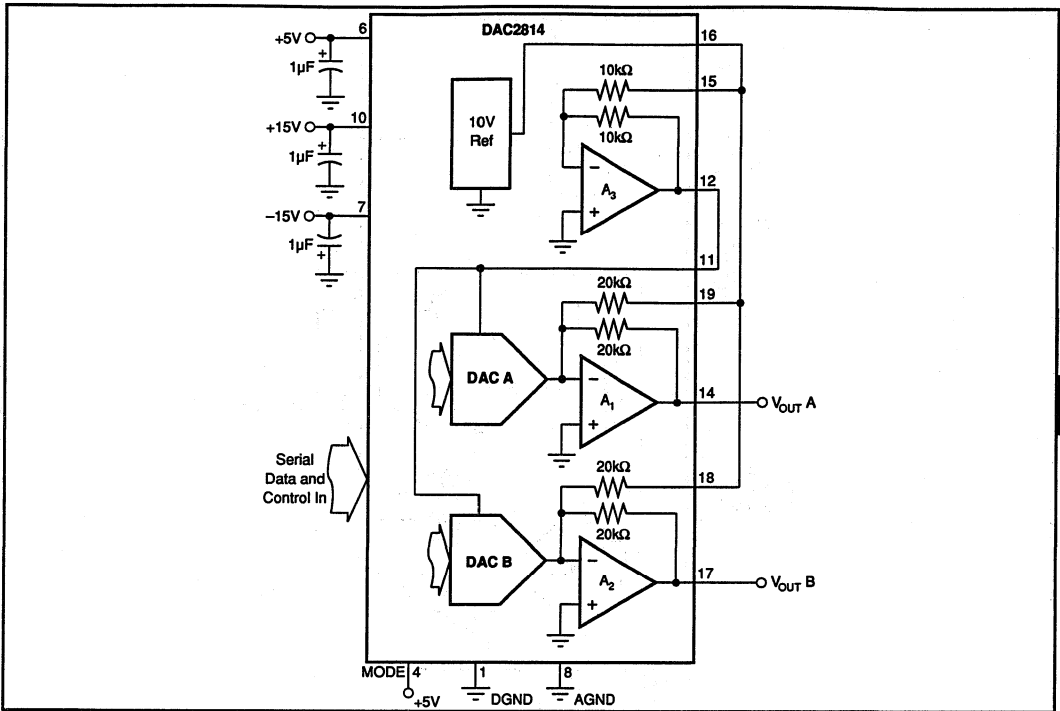 DAC2814
+5V
6
+
1µF
+15V
10
+
1µF
–15V
7
1µF
+
10V
Ref
16
10kΩ
15
10kΩ
–
A3
+
12
11
20kΩ
19
20kΩ
DAC A
–
A1
+
14
VOUT A
Serial
Data and
Control In
20kΩ
18
20kΩ
DAC B
–
A2
+
17
VOUT B
MODE
4
+5V
1
DGND
8
AGND